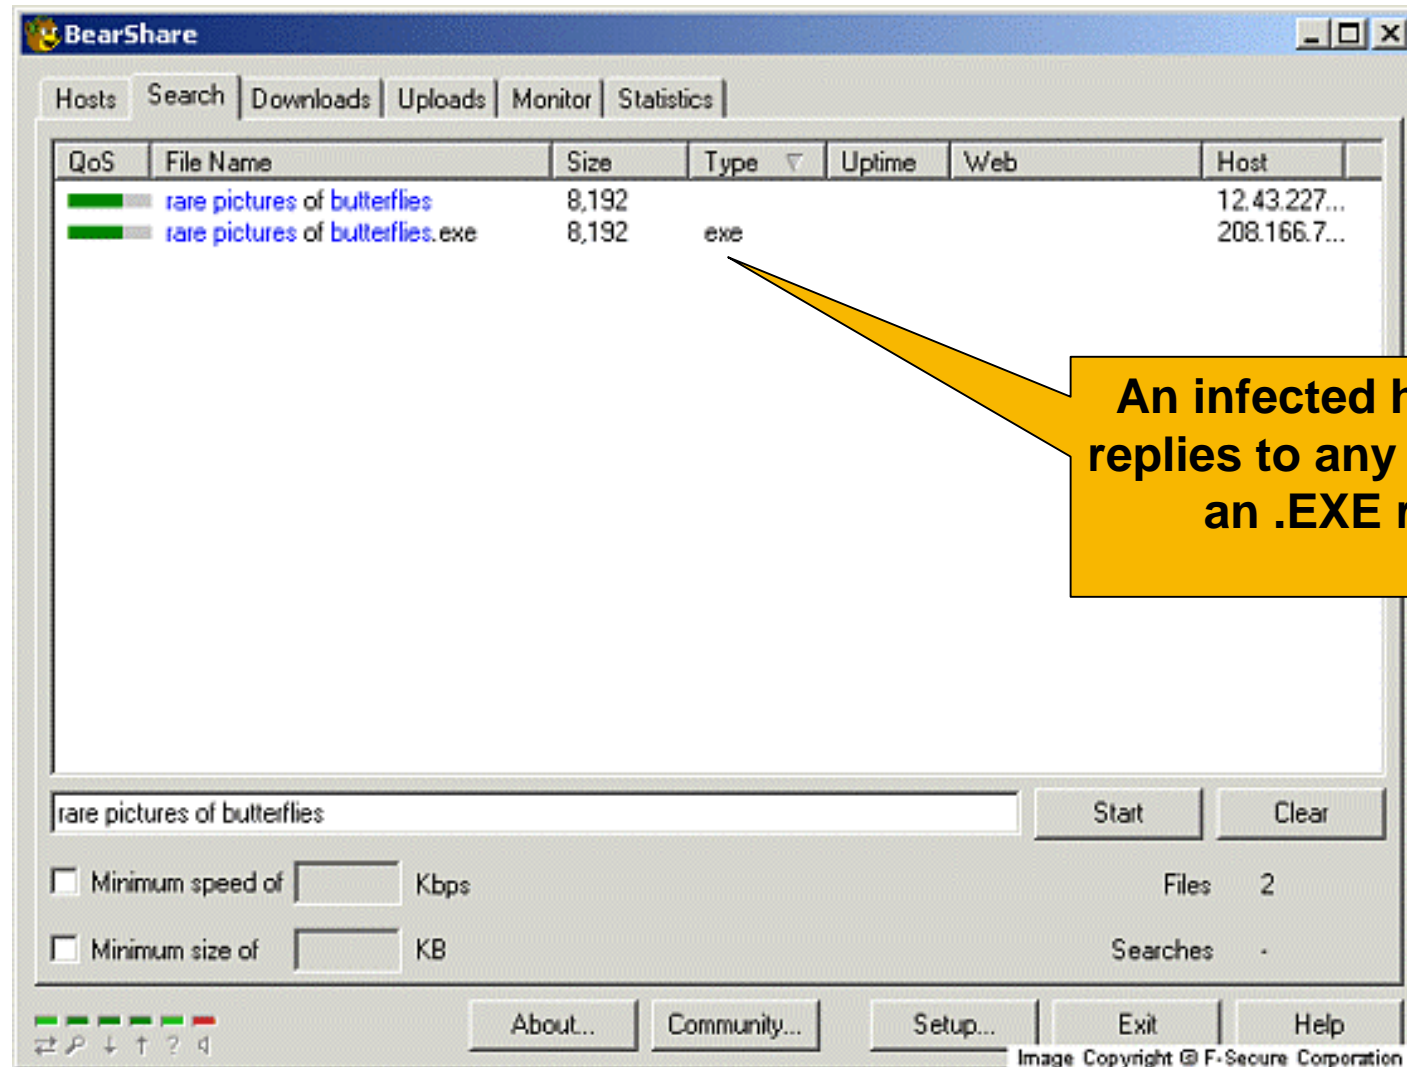 BearShare
Hosts Search Downloads Uploads Monitor Statistics
QoS File Name Size Type Uptime Web Host
rare pictures of butterflies 8,192 12.43.227...
rare pictures of butterflies.exe 8,192 exe 208.166.7...
An infected
replies to any
an .EXE
rare pictures of butterflies Start Clear
Minimum speed of Kbps Files 2
Minimum size of KB Searches -
About... Community... Setup... Exit Help
Image Copyright © F-Secure Corporation